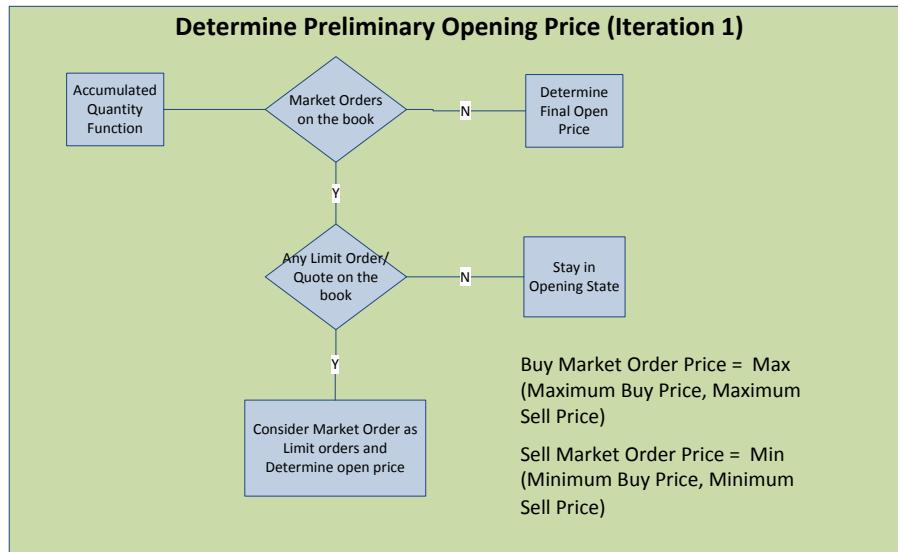 Determine Preliminary Opening Price (Iteration 1)
Accumulated
Quantity
Function
Market Orders
on the book
N
Determine
Final Open
Price
Y
Any Limit Order/
Quote on the
book
N
Stay in
Opening State
Y
Consider Market Order as
Limit orders and
Determine open price
Buy Market Order Price =  Max
(Maximum Buy Price, Maximum
Sell Price)
Sell Market Order Price =  Min
(Minimum Buy Price, Minimum
Sell Price)